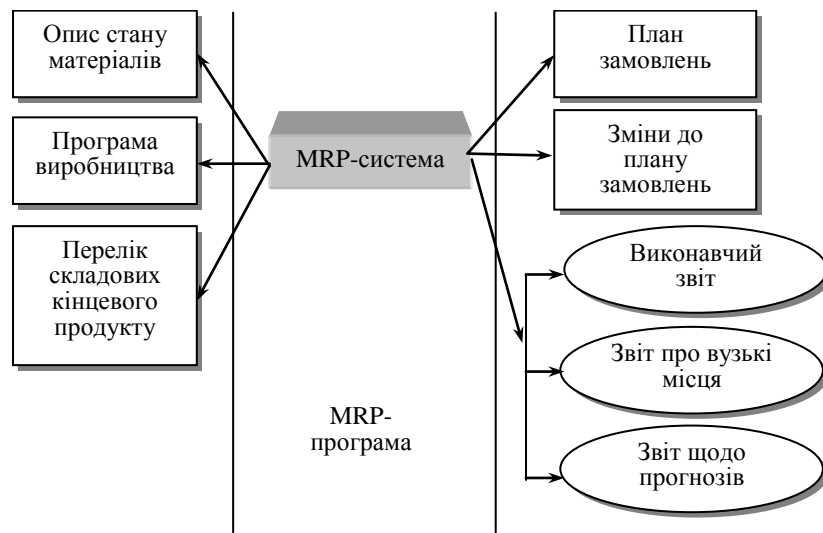 Опис стану
матеріалів
Програма
виробництва
Перелік
складових
кінцевого
продукту
MRP-система
MRP-
програма
План
замовлень
Зміни до
плану
замовлень
Виконавчий
звіт
Звіт про вузькі
місця
Звіт щодо
прогнозів